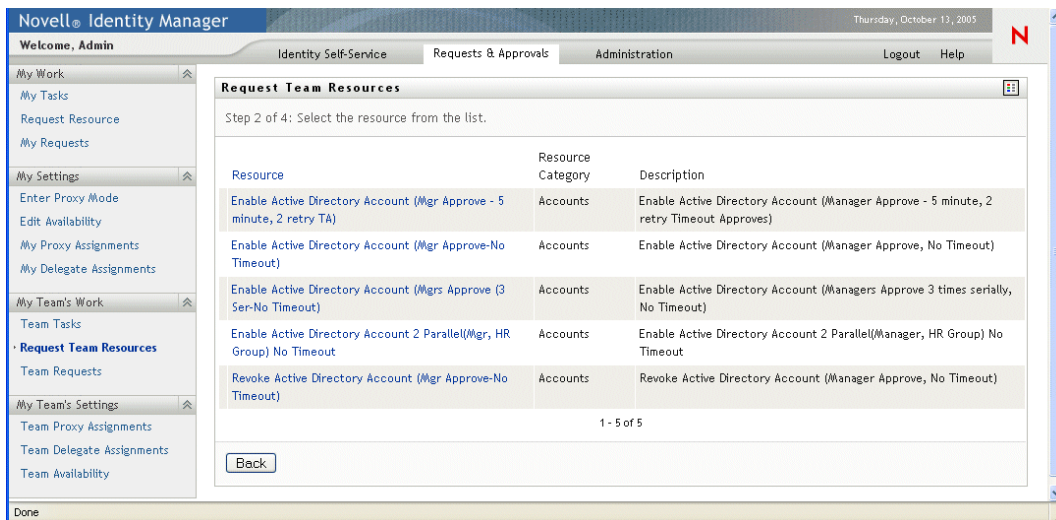 Novell® Identity Manager
Thursday, October 13, 2005
N
Welcome, Admin
Identity Self-Service
Requests & Approvals
Administration
Logout
Help
My Work
My Tasks
Request Resource
My Requests
My Settings
Enter Proxy Mode
Edit Availability
My Proxy Assignments
My Delegate Assignments
My Team's Work
Team Tasks
· Request Team Resources
Team Requests
My Team's Settings
Team Proxy Assignments
Team Delegate Assignments
Team Availability
Request Team Resources
Step 2 of 4: Select the resource from the list.
Resource
Resource
Category
Description
Enable Active Directory Account (Mgr Approve - 5
minute, 2 retry TA)
Accounts
Enable Active Directory Account (Manager Approve - 5 minute, 2
retry Timeout Approves)
Enable Active Directory Account (Mgr Approve-No
Timeout)
Accounts
Enable Active Directory Account (Manager Approve, No Timeout)
Enable Active Directory Account (Mgrs Approve (3
Ser-No Timeout)
Accounts
Enable Active Directory Account (Managers Approve 3 times serially,
No Timeout)
Enable Active Directory Account 2 Parallel(Mgr, HR
Group) No Timeout
Accounts
Enable Active Directory Account 2 Parallel(Manager, HR Group) No
Timeout
Revoke Active Directory Account (Mgr Approve-No
Timeout)
Accounts
Revoke Active Directory Account (Manager Approve, No Timeout)
1 - 5 of 5
Back
Done